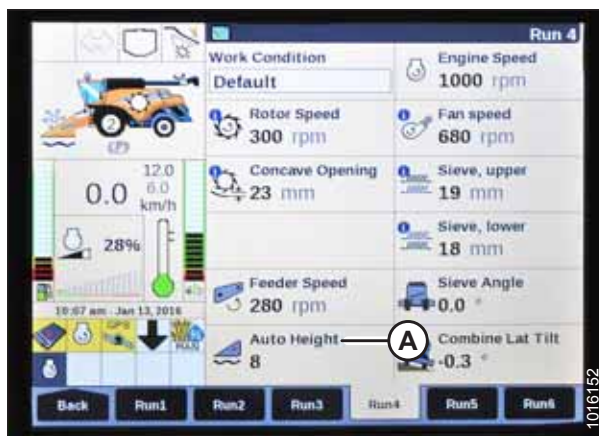 Run 4
Work Condition
Default
Engine Speed
1000 rpm
Rotor Speed
300 rpm
Fan speed
680 rpm
Concave Opening
23 mm
Sieve, upper
19 mm
Sieve, lower
18 mm
Feeder Speed
280 rpm
Sieve Angle
0.0 °
Auto Height
8
A
Combine Lat Tilt
-0.3 °
2
(P)
0.0
12.0
6.0
km/h
28%
10:07 am Jan 13, 2016
GPS
MAN
Back
Run1
Run2
Run3
Run4
Run5
Run6
1016152